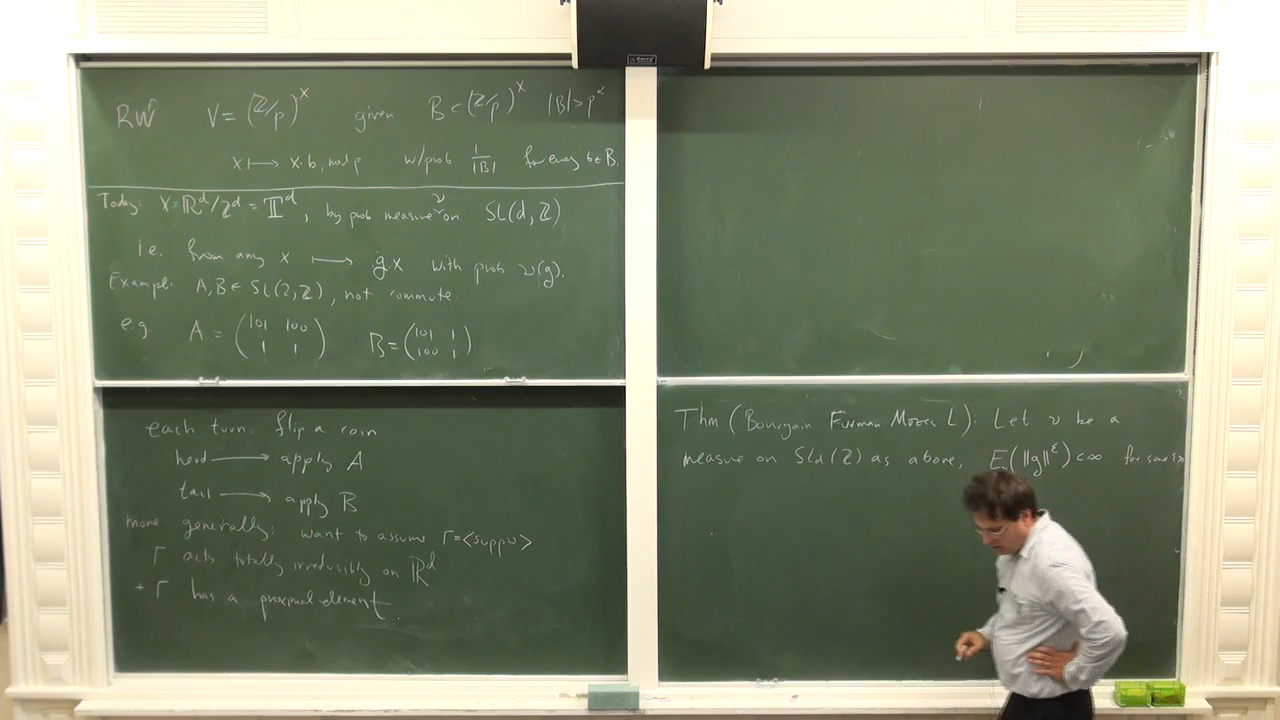 RW V = (Z/p)^x given B < (Z/p)^x |B| > p^α
x ↦ x·b, mod p w/prob 1/|B| for every b ∈ B.
Today: X = ℝ^d/ℤ^d = 𝕋^d, by prob measure ν on SL(d, ℤ)
i.e. from any x ⟼ g.x with prob ν(g).
Example: A, B ∈ SL(2, ℤ), not commute.
e.g. A = (101 100 / 1 1) B = (101 1 / 100 1)
each turn: flip a coin
head ⟶ apply A
tail ⟶ apply B
more generally: want to assume Γ = <supp ν>
Γ acts totally irreducibly on ℝ^d
+ Γ has a proximal element.
Thm (Bourgain Furman Mozes L): Let ν be a
measure on SL_d(ℤ) as above, E(||g||^ε) < ∞ for some